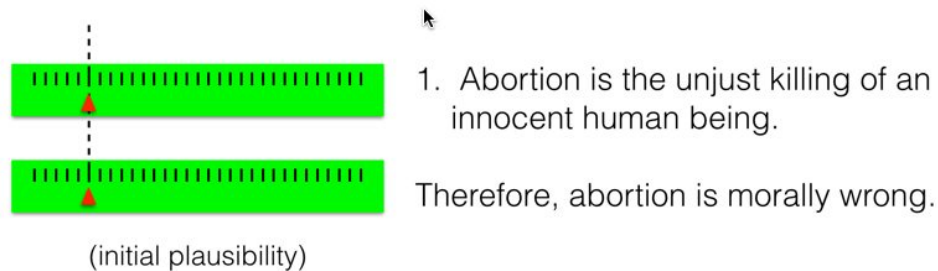 1. Abortion is the unjust killing of an
innocent human being.
Therefore, abortion is morally wrong.
(initial plausibility)